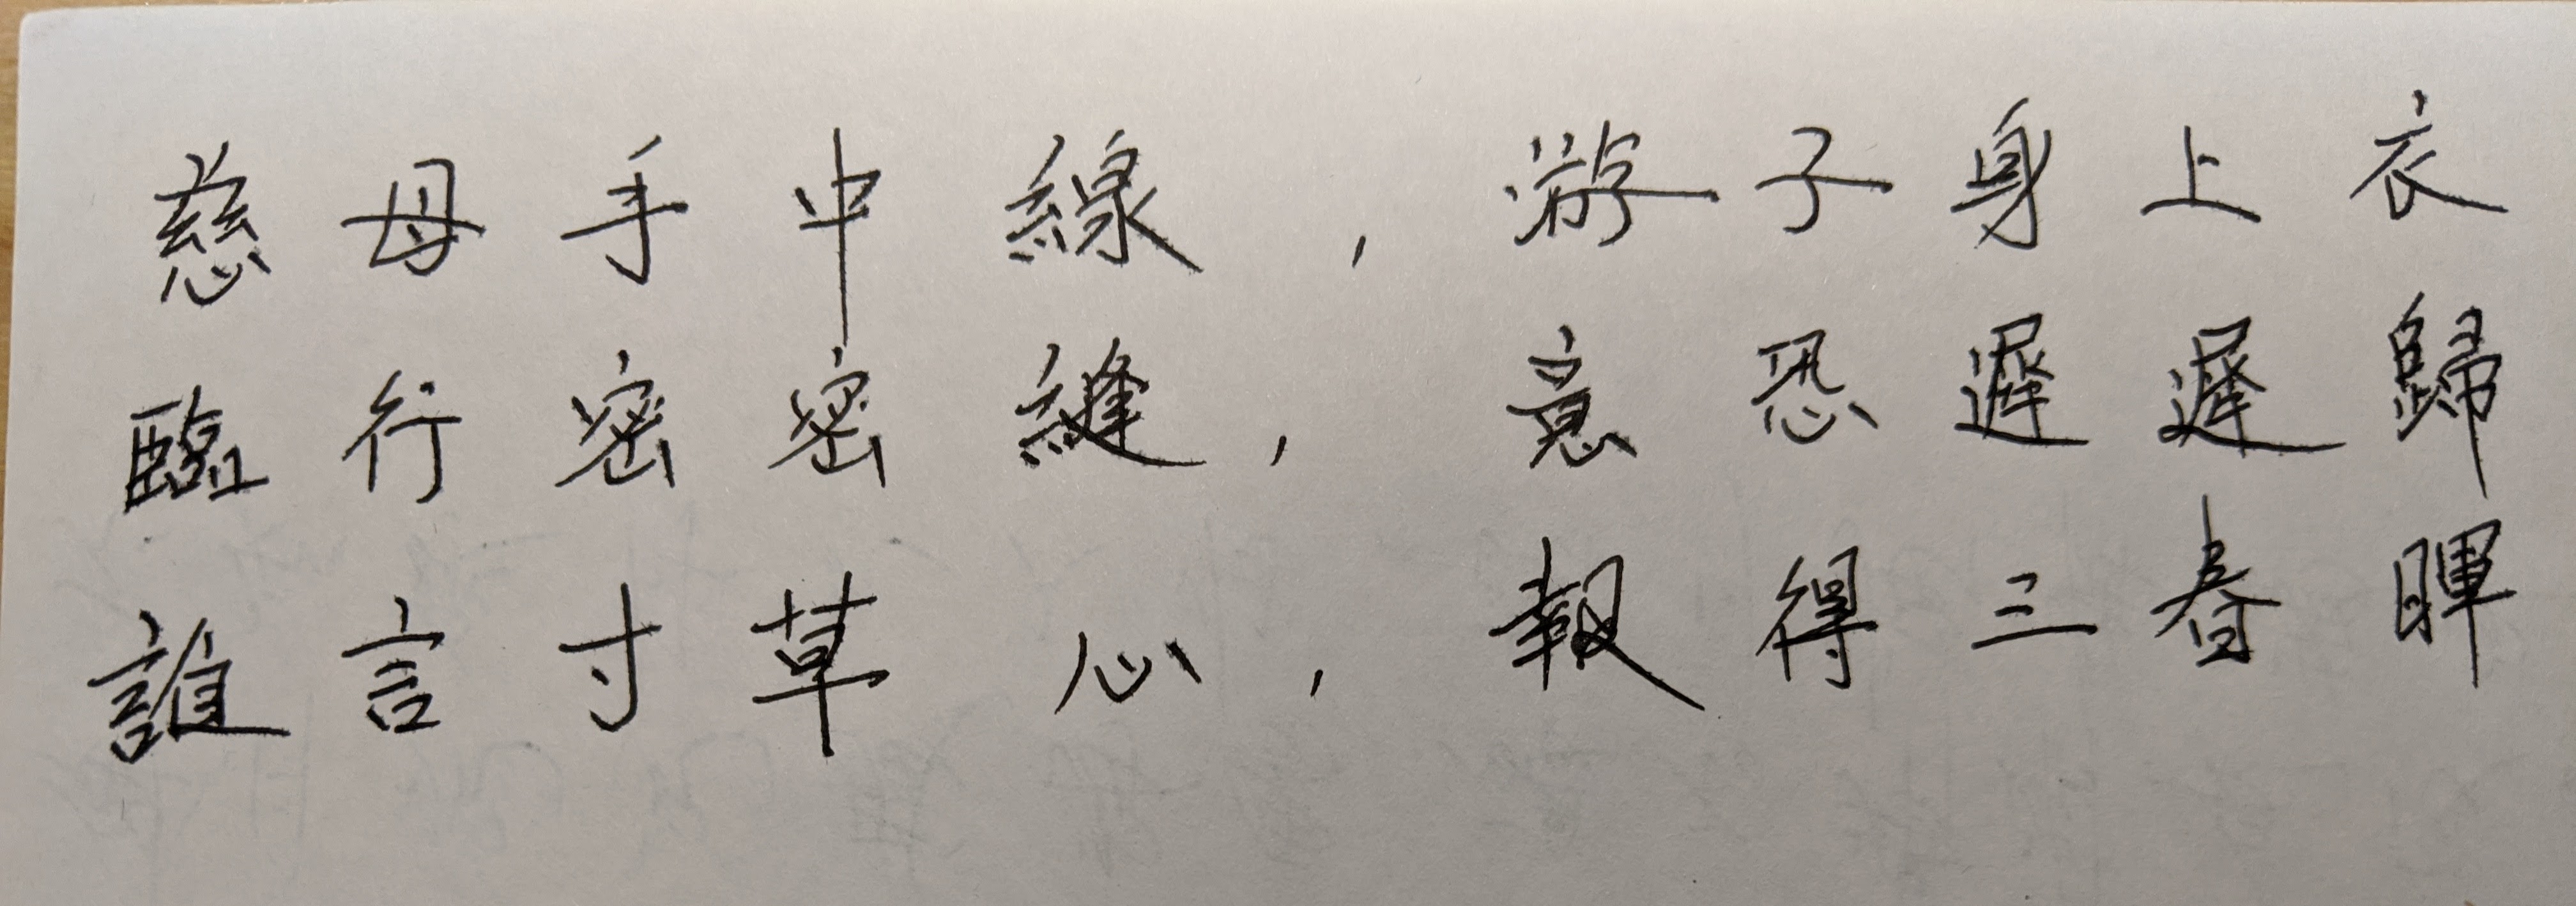 慈母手中線，游子身上衣
臨行密密縫，意恐遲遲歸
誰言寸草心，報得三春暉